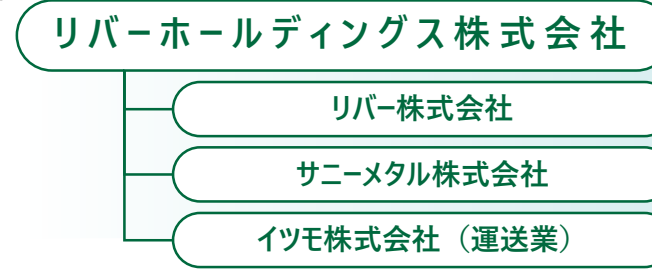 リバーホールディングス株式会社
リバー株式会社
サニーメタル株式会社
イツモ株式会社（運送業）